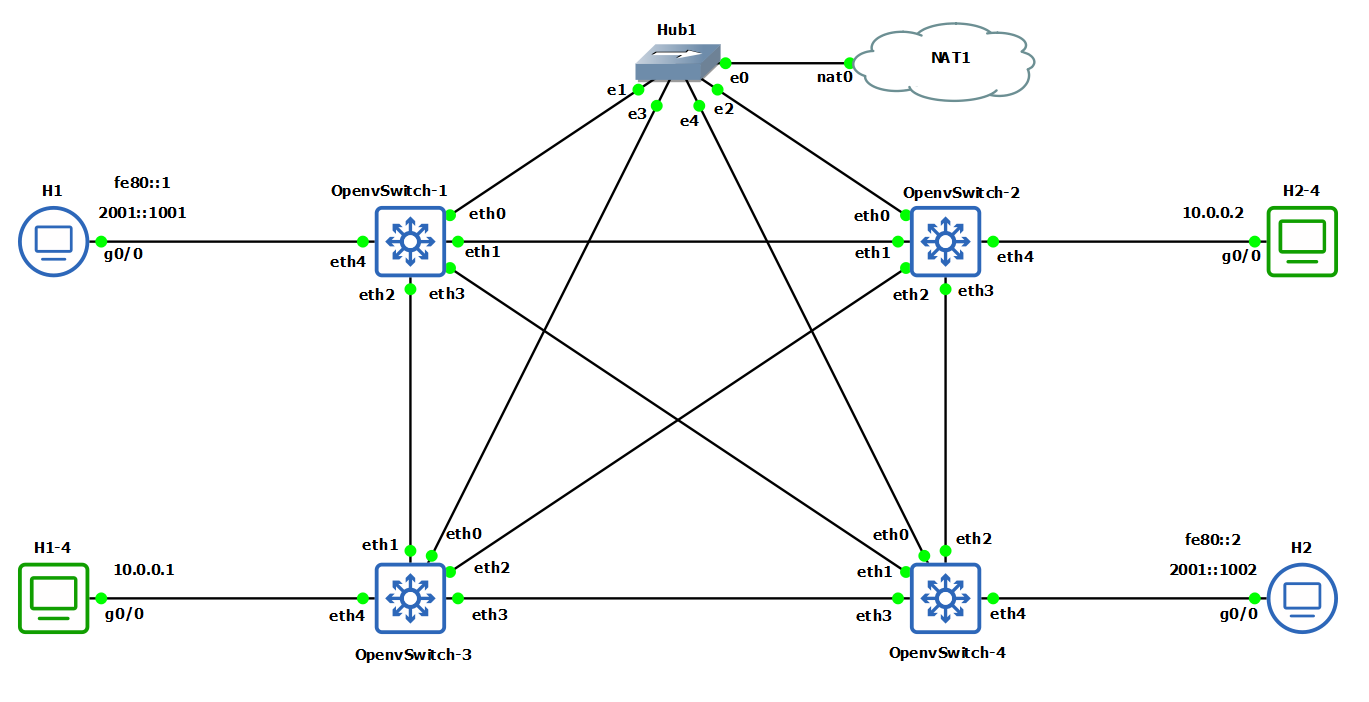 Hub1
NAT1
e0
nat0
e1
e2
e3
e4
fe80::1
H1
OpenvSwitch-1
OpenvSwitch-2
H2-4
2001::1001
10.0.0.2
eth0
eth0
g0/0
eth4
eth1
eth1
eth4
g0/0
eth2
eth3
eth2
eth3
eth1
eth0
eth0
eth2
fe80::2
H1-4
H2
10.0.0.1
eth2
eth1
2001::1002
g0/0
eth4
eth3
eth3
eth4
g0/0
OpenvSwitch-3
OpenvSwitch-4